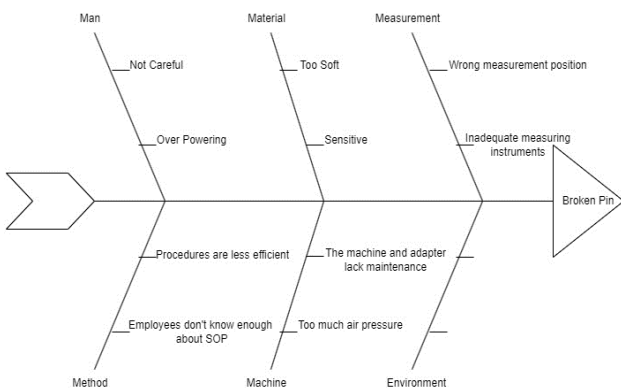 Man
Material
Measurement
Not Careful
Too Soft
Wrong measurement position
Over Powering
Sensitive
Inadequate measuring
instruments
Broken Pin
Procedures are less efficient
The machine and adapter
lack maintenance
Employees don't know enough
about SOP
Too much air pressure
Method
Machine
Environment